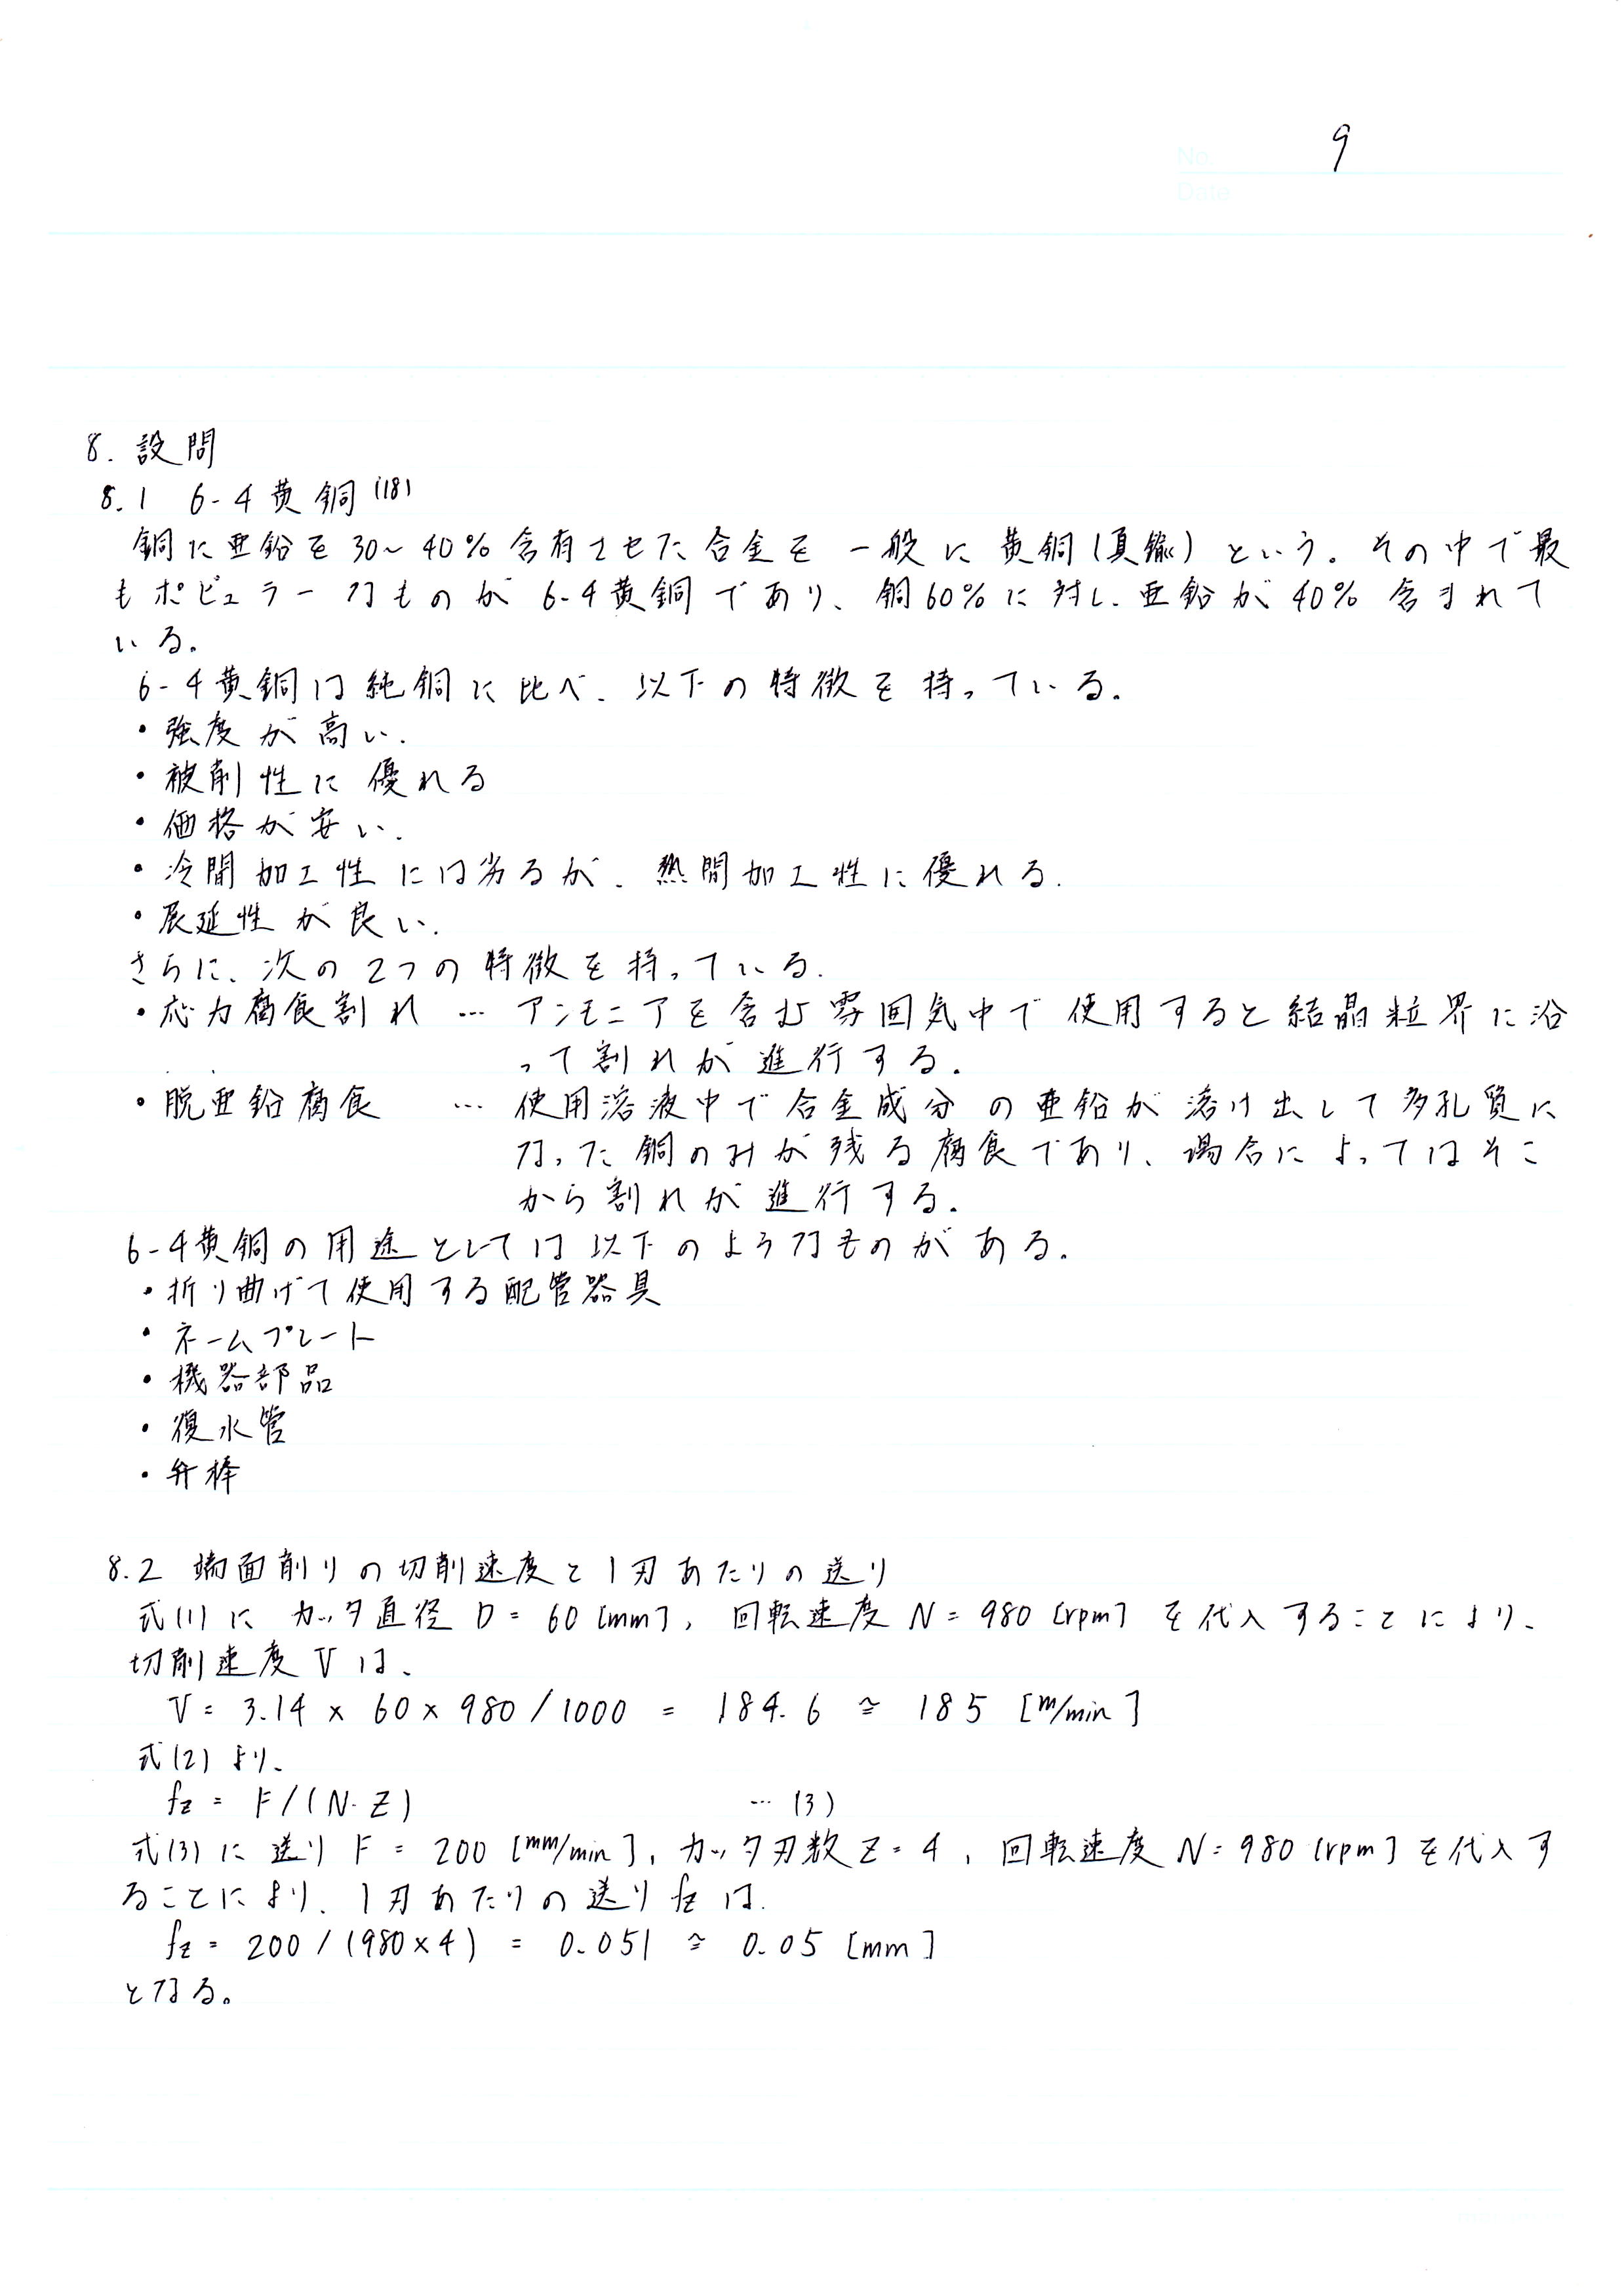 No. 9
Date
8. 設問
8.1 6-4黄銅(18)
銅に亜鉛を30~40%含有させた合金を一般に黄銅(真鍮)という。その中で最
もポピュラーなものが6-4黄銅であり、銅60%に対し、亜鉛が40%含まれて
いる。
6-4黄銅は純銅に比べ、以下の特徴を持っている。
・強度が高い.
・被削性に優れる
・価格が安い.
・冷間加工性には劣るが、熱間加工性に優れる.
・展延性が良い.
さらに、次の2つの特徴を持っている.
・応力腐食割れ … アンモニアを含む雰囲気中で使用すると結晶粒界に沿
って割れが進行する.
・脱亜鉛腐食 … 使用溶液中で合金成分の亜鉛が溶け出して多孔質に
なった銅のみが残る腐食であり、場合によってはそこ
から割れが進行する.
6-4黄銅の用途としては以下のようなものがある.
・折り曲げて使用する配管器具
・ネームプレート
・機器部品
・復水管
・弁棒
8.2 端面削りの切削速度と1刃あたりの送り
式(1)にカッタ直径 D = 60 [mm], 回転速度 N = 980 [rpm] を代入することにより、
切削速度Vは、
V = 3.14 × 60 × 980 / 1000 = 184.6 ≃ 185 [m/min]
式(2)より、
fz = F/(N・Z) … (3)
式(3)に送り F = 200 [mm/min], カッタ刃数 Z = 4, 回転速度 N = 980 [rpm] を代入す
ることにより、1刃あたりの送り fz は.
fz = 200 / (980×4) = 0.051 ≃ 0.05 [mm]
となる。